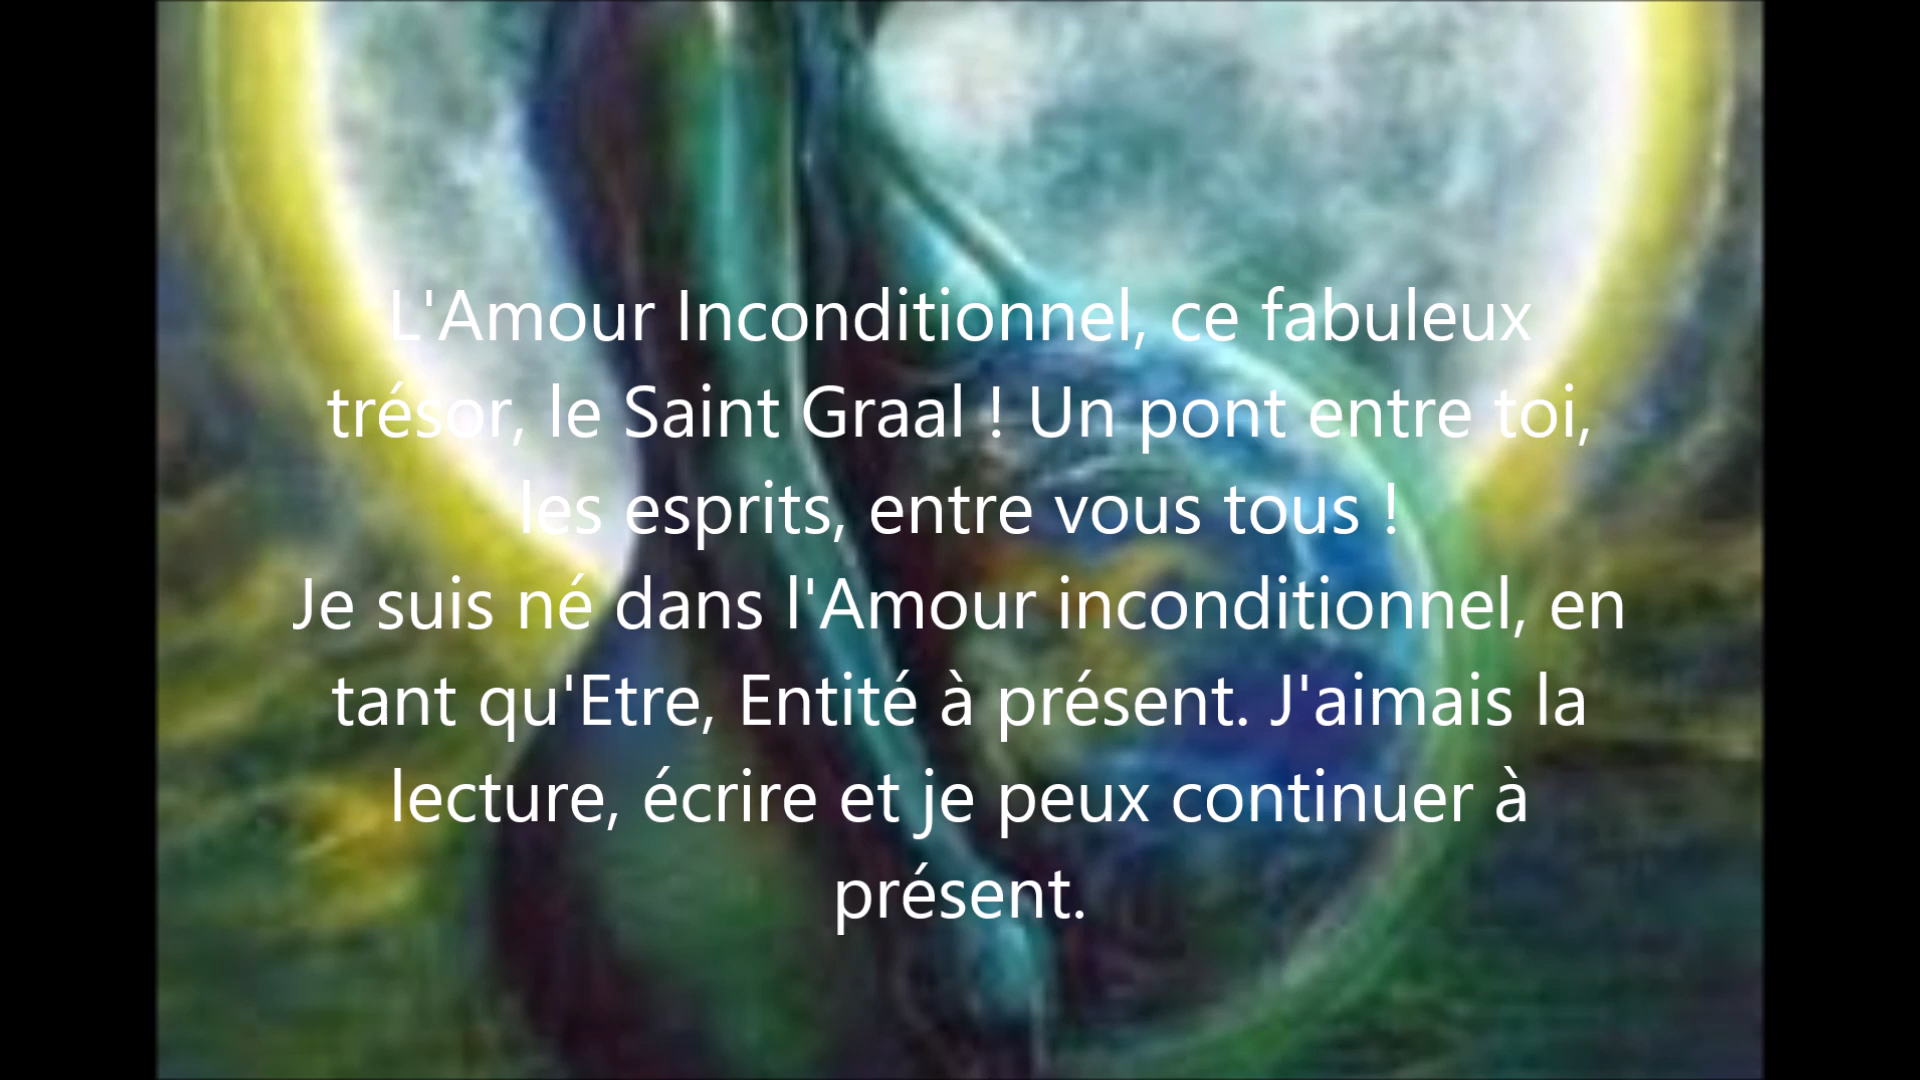 L'Amour Inconditionnel, ce fabuleux
trésor, le Saint Graal ! Un pont entre toi,
les esprits, entre vous tous !
Je suis né dans l'Amour inconditionnel, en
tant qu'Etre, Entité à présent. J'aimais la
lecture, écrire et je peux continuer à
présent.